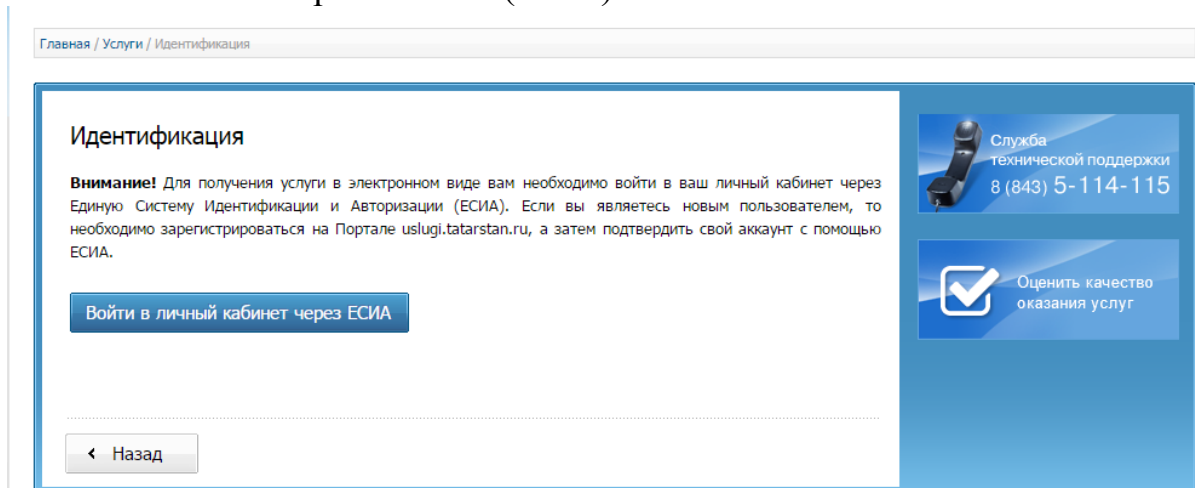 Главная / Услуги / Идентификация
Идентификация
Внимание! Для получения услуги в электронном виде вам необходимо войти в ваш личный кабинет через
Единую Систему Идентификации и Авторизации (ЕСИА). Если вы являетесь новым пользователем, то
необходимо зарегистрироваться на Портале uslugi.tatarstan.ru, а затем подтвердить свой аккаунт с помощью
ЕСИА.
Войти в личный кабинет через ЕСИА
Назад
Служба
технической поддержки
8 (843) 5-114-115
Оценить качество
оказания услуг